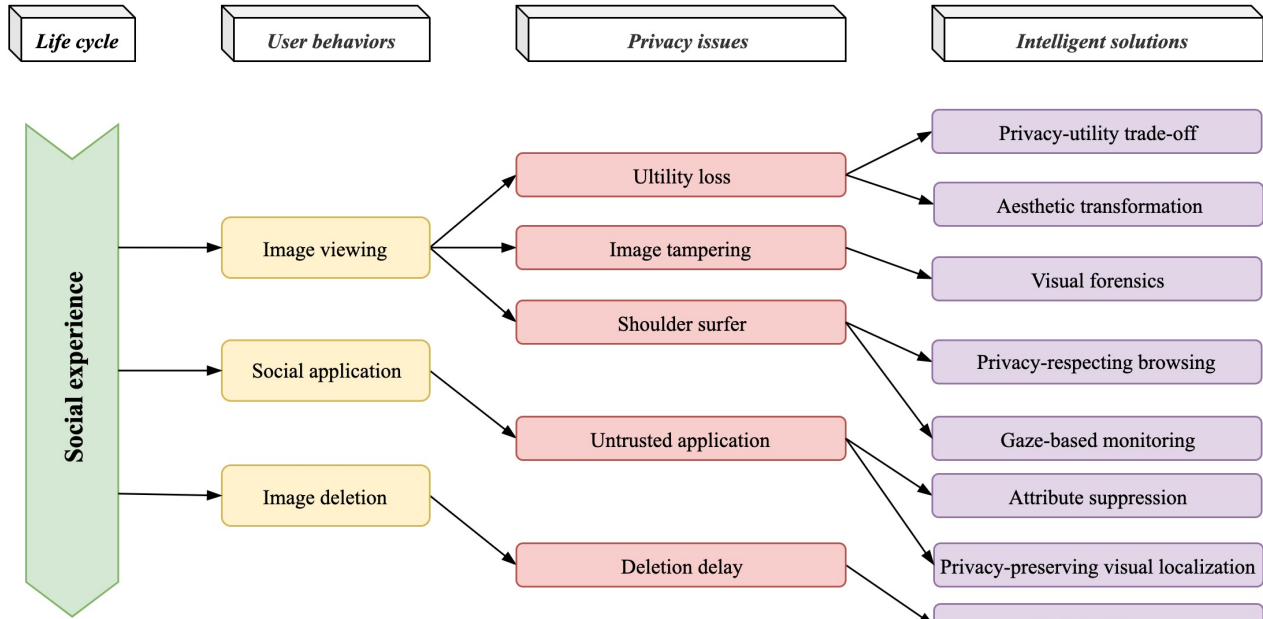 Life cycle
User behaviors
Privacy issues
Intelligent solutions
Social experience
Image viewing
Social application
Image deletion
Ultility loss
Image tampering
Shoulder surfer
Untrusted application
Deletion delay
Privacy-utility trade-off
Aesthetic transformation
Visual forensics
Privacy-respecting browsing
Gaze-based monitoring
Attribute suppression
Privacy-preserving visual localization